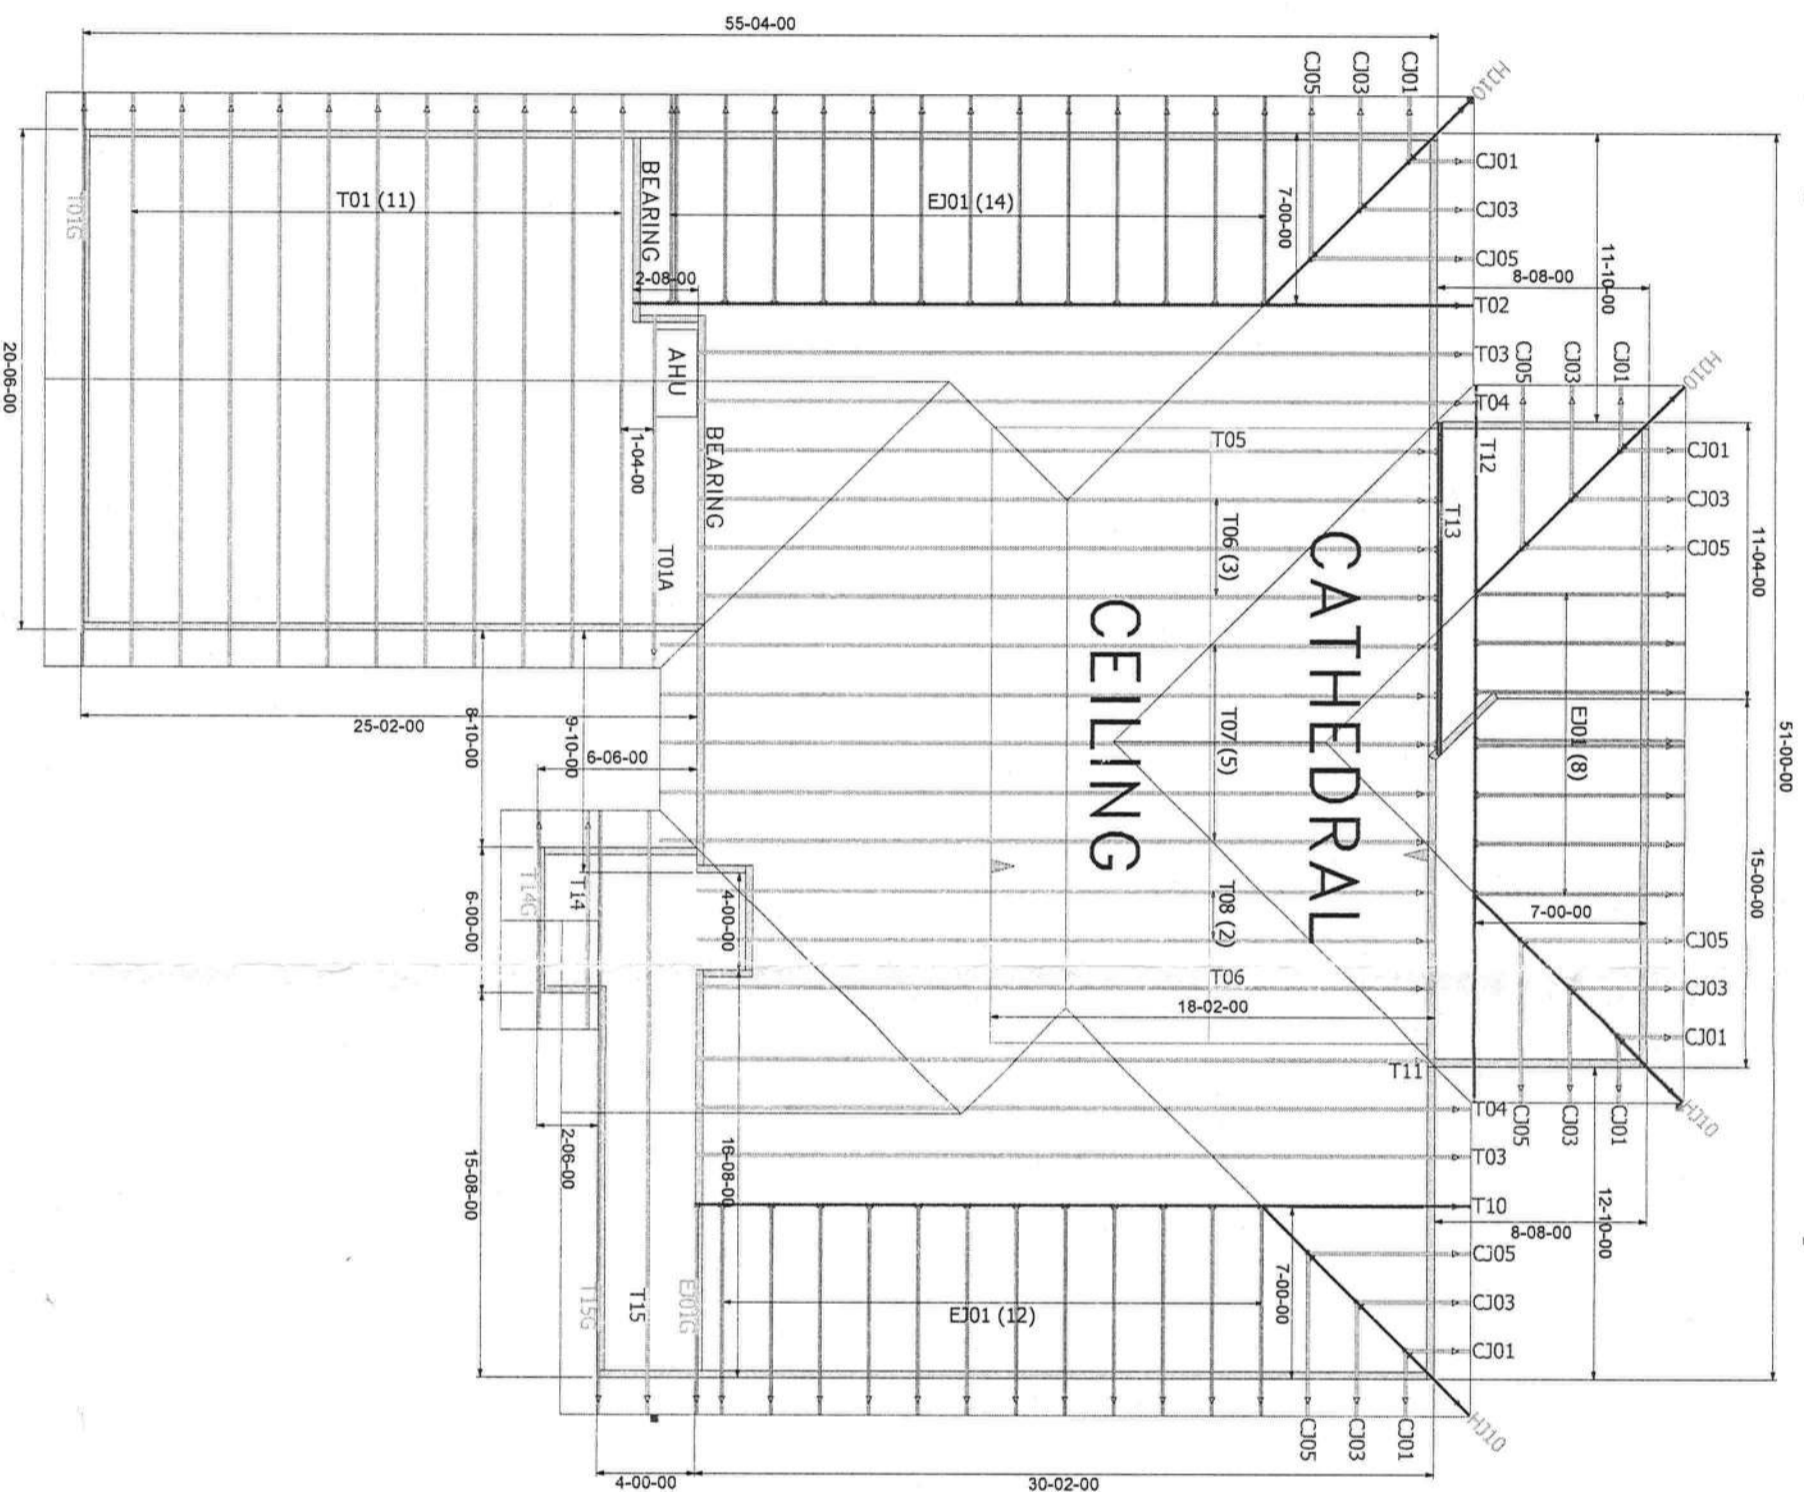 55-04-00
CJ05
CJ03
CJ01
HJ10
CJ01
CJ03
CJ05
T02
T03
T04
8-08-00
11-10-00
7-00-00
EJ01 (14)
BEARING
2-08-00
T01 (11)
T01G
20-06-00
AHU
1-04-00
BEARING
T01A
T05
T06 (3)
T07 (5)
T08 (2)
T06
18-02-00
CATHEDRAL
CEILING
T12
T13
CJ05
CJ03
CJ01
HJ10
CJ01
CJ03
CJ05
11-04-00
51-00-00
15-00-00
EJ01 (8)
7-00-00
CJ05
CJ03
CJ01
HJ10
CJ05
CJ03
CJ01
25-02-00
8-10-00
9-10-00
6-06-00
T14G
T14
4-00-00
6-00-00
2-06-00
15-08-00
16-08-00
T15G
T15
EJ01G
EJ01 (12)
7-00-00
T11
T04
T03
T10
8-08-00
12-10-00
CJ05
CJ03
CJ01
HJ10
CJ05
CJ03
CJ01
4-00-00
30-02-00